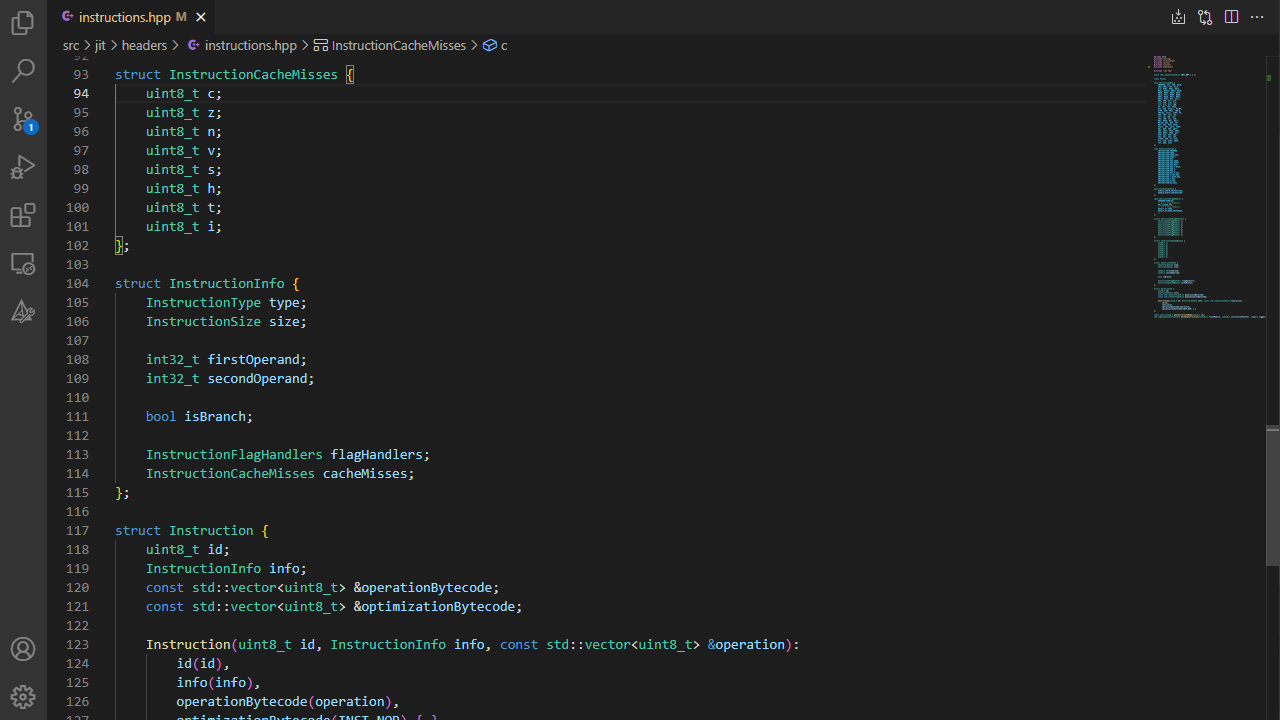 instructions.hpp M
src jit headers instructions.hpp InstructionCacheMisses c
92
93 struct InstructionCacheMisses {
94 uint8_t c;
95 uint8_t z;
96 uint8_t n;
97 uint8_t v;
98 uint8_t s;
99 uint8_t h;
100 uint8_t t;
101 uint8_t i;
102 };
103
104 struct InstructionInfo {
105 InstructionType type;
106 InstructionSize size;
107
108 int32_t firstOperand;
109 int32_t secondOperand;
110
111 bool isBranch;
112
113 InstructionFlagHandlers flagHandlers;
114 InstructionCacheMisses cacheMisses;
115 };
116
117 struct Instruction {
118 uint8_t id;
119 InstructionInfo info;
120 const std::vector<uint8_t> &operationBytecode;
121 const std::vector<uint8_t> &optimizationBytecode;
122
123 Instruction(uint8_t id, InstructionInfo info, const std::vector<uint8_t> &operation):
124 id(id),
125 info(info),
126 operationBytecode(operation),
127 optimizationBytecode(INST_NOP) { }
1